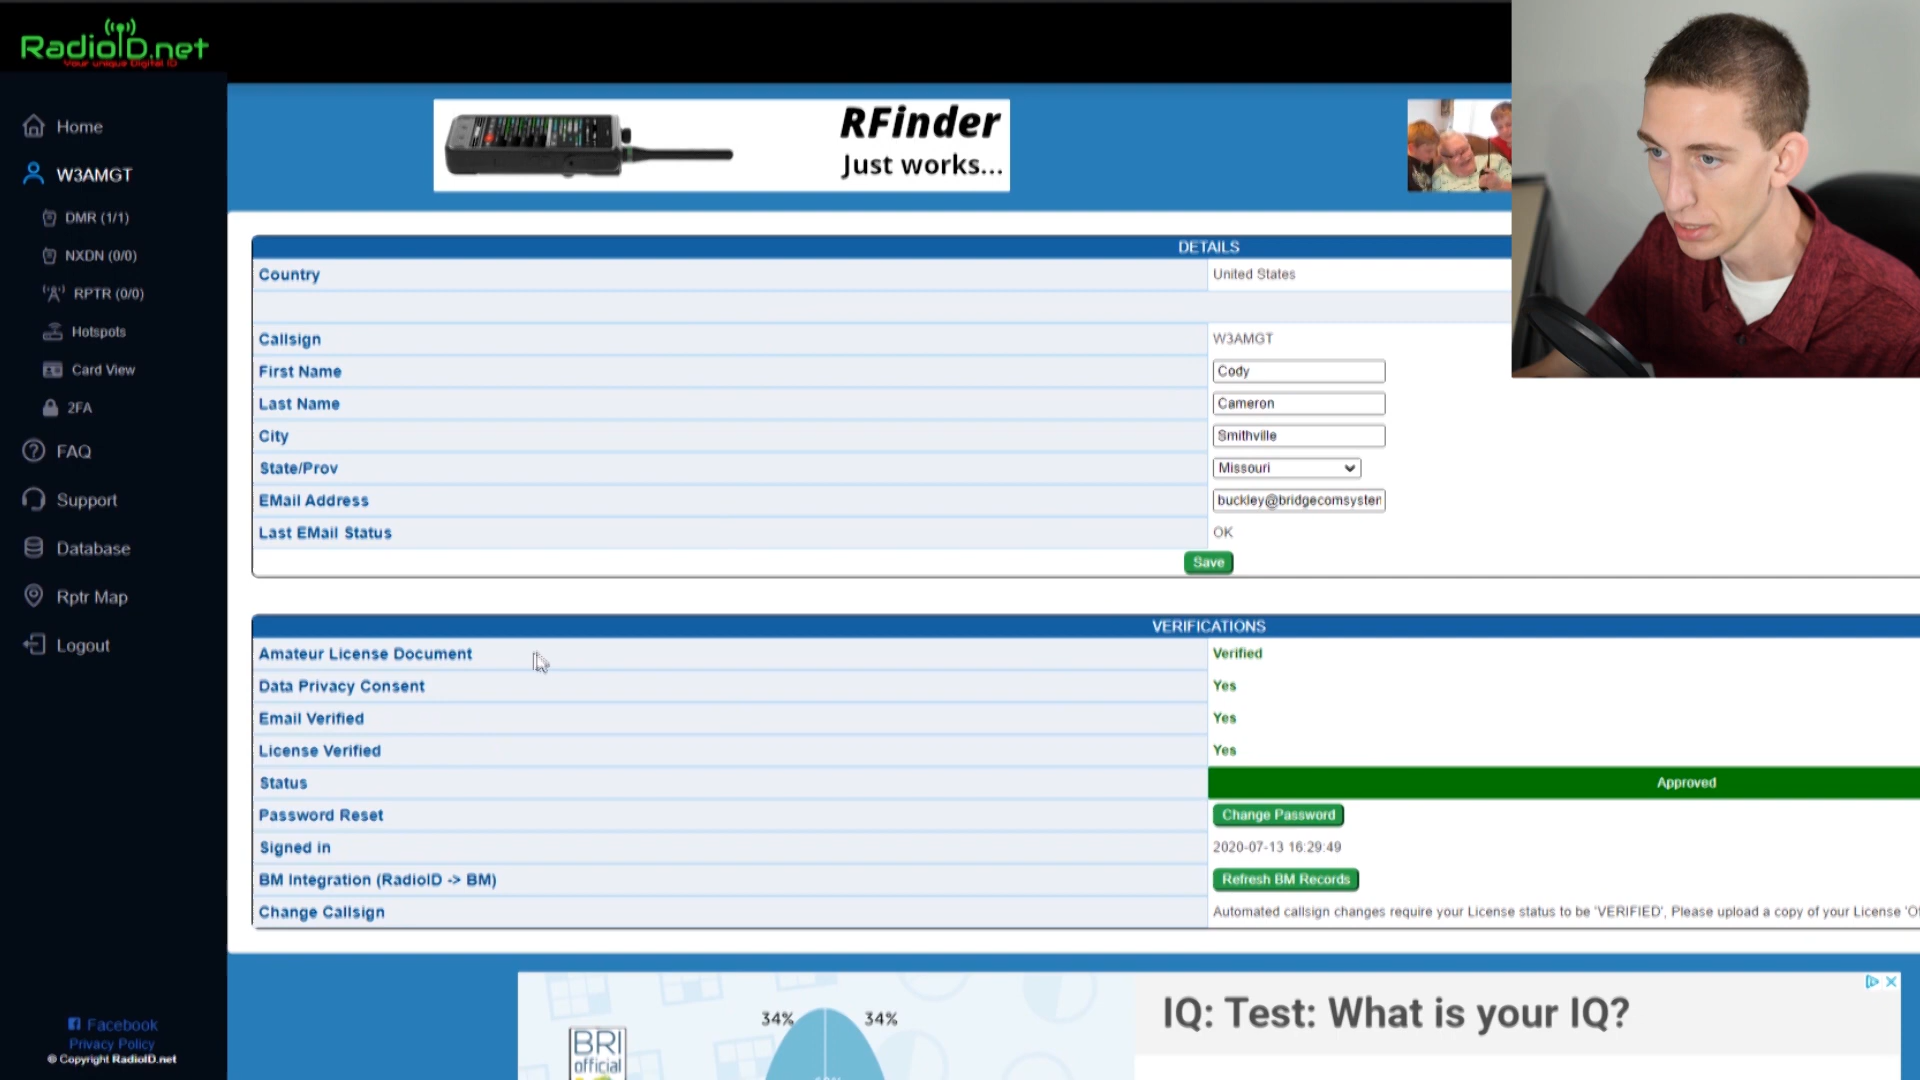 RadioID.net
Your Unique Digital ID
Home
W3AMGT
DMR (1/1)
NXDN (0/0)
RPTR (0/0)
Hotspots
Card View
2FA
FAQ
Support
Database
Rptr Map
Logout
Facebook
Privacy Policy
© Copyright RadioID.net
RFinder
Just works...
DETAILS
Country United States
Callsign W3AMGT
First Name Cody
Last Name Cameron
City Smithville
State/Prov Missouri
EMail Address buckley@bridgecomsystem
Last EMail Status OK
Save
VERIFICATIONS
Amateur License Document Verified
Data Privacy Consent Yes
Email Verified Yes
License Verified Yes
Status Approved
Password Reset Change Password
Signed in 2020-07-13 16:29:49
BM Integration (RadioID -> BM) Refresh BM Records
Change Callsign Automated callsign changes require your License status to be 'VERIFIED', Please upload a copy of your License
34% 34%
BRI
official
IQ: Test: What is your IQ?